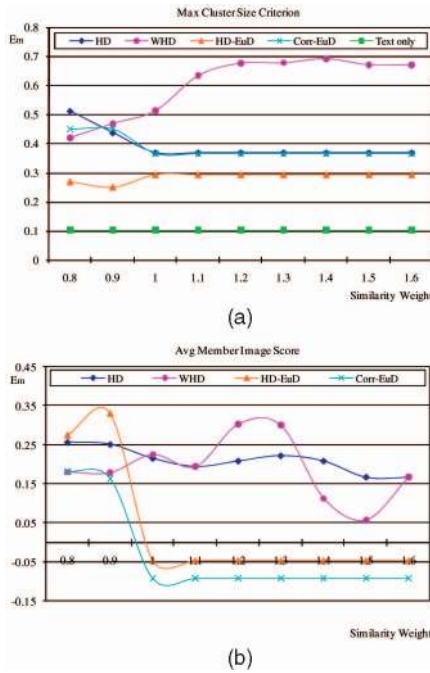 Max Cluster Size Criterion
Em
HD WHD HD-EuD Corr-EuD Text only
0.8
0.7
0.6
0.5
0.4
0.3
0.2
0.1
0
0.8 0.9 1 1.1 1.2 1.3 1.4 1.5 1.6
Similarity Weight
(a)
Avg Member Image Score
Em
HD WHD HD-EuD Corr-EuD
0.45
0.35
0.25
0.15
0.05
-0.05
-0.15
0.8 0.9 1 1.1 1.2 1.3 1.4 1.5 1.6
Similarity Weight
(b)